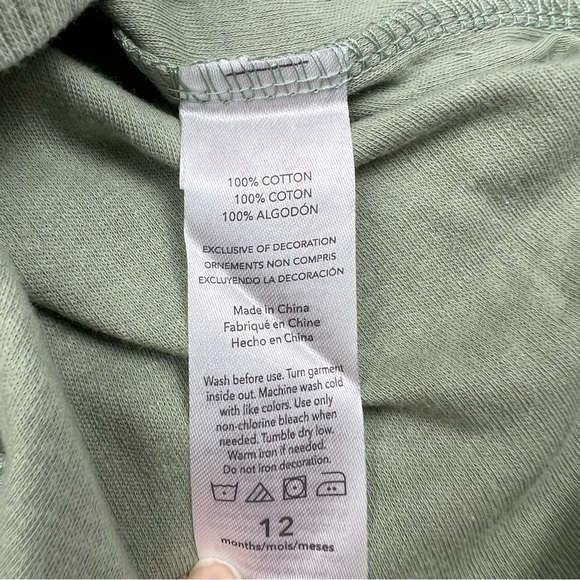 100% COTTON
100% COTON
100% ALGODÓN
EXCLUSIVE OF DECORATION
ORNEMENTS NON COMPRIS
EXCLUYENDO LA DECORACIÓN
Made in China
Fabriqué en Chine
Hecho en China
Wash before use. Turn garment
inside out. Machine wash cold
with like colors. Use only
non-chlorine bleach when
needed. Tumble dry low.
Warm iron if needed.
Do not iron decoration.
12
months/mois/meses